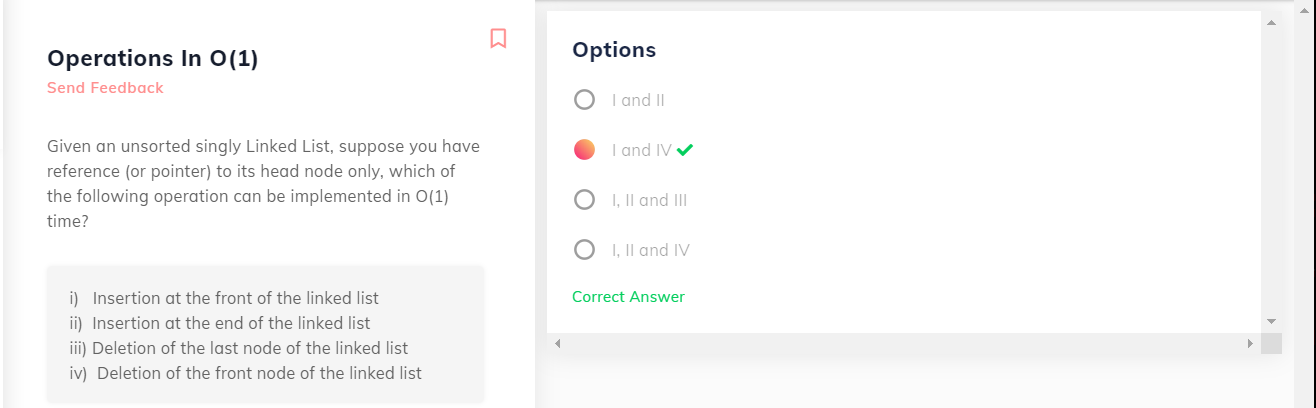 Operations In O(1)
Send Feedback
Given an unsorted singly Linked List, suppose you have
reference (or pointer) to its head node only, which of
the following operation can be implemented in O(1)
time?
i) Insertion at the front of the linked list
ii) Insertion at the end of the linked list
iii) Deletion of the last node of the linked list
iv) Deletion of the front node of the linked list
Options
I and II
I and IV
I, II and III
I, II and IV
Correct Answer